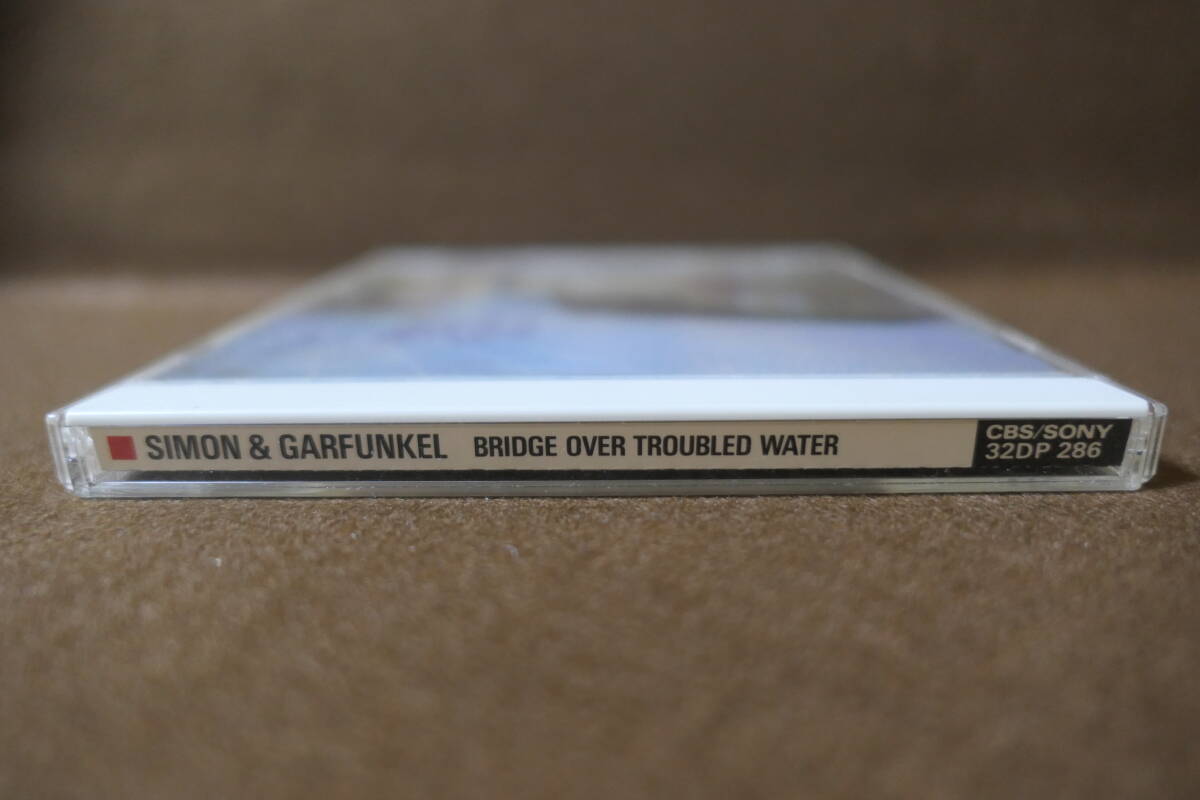 SIMON & GARFUNKEL BRIDGE OVER TROUBLED WATER
CBS/SONY
32DP 286